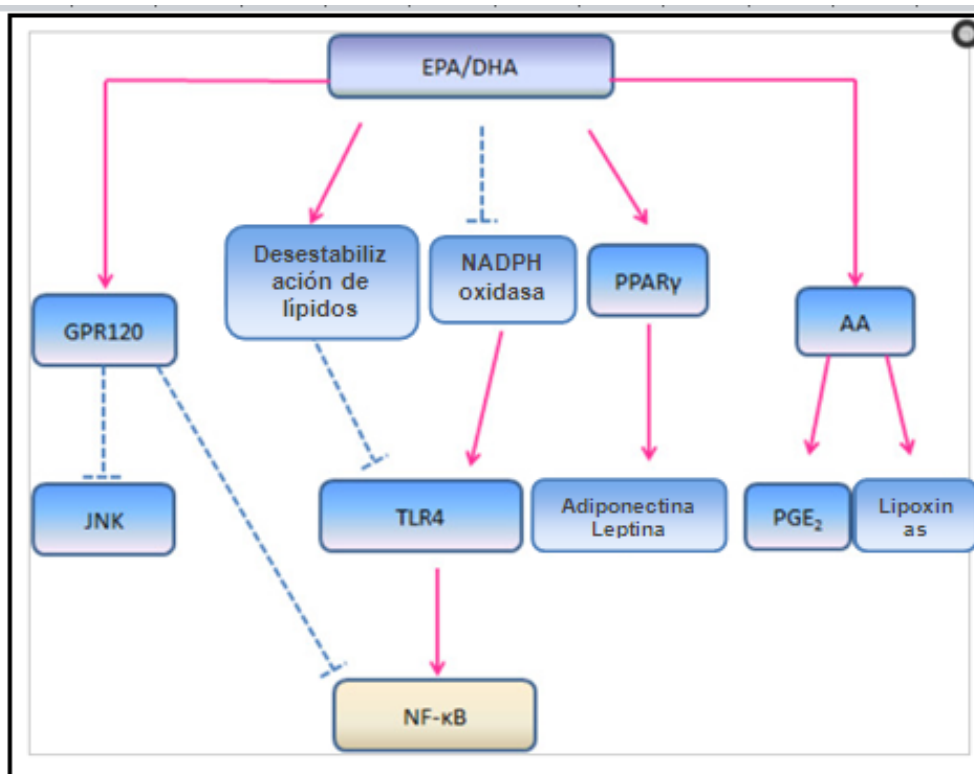 EPA/DHA
Desestabiliz
ación de
lípidos
NADPH
oxidasa
PPARγ
GPR120
AA
JNK
TLR4
Adiponectina
Leptina
PGE₂
Lipoxin
as
NF-κB